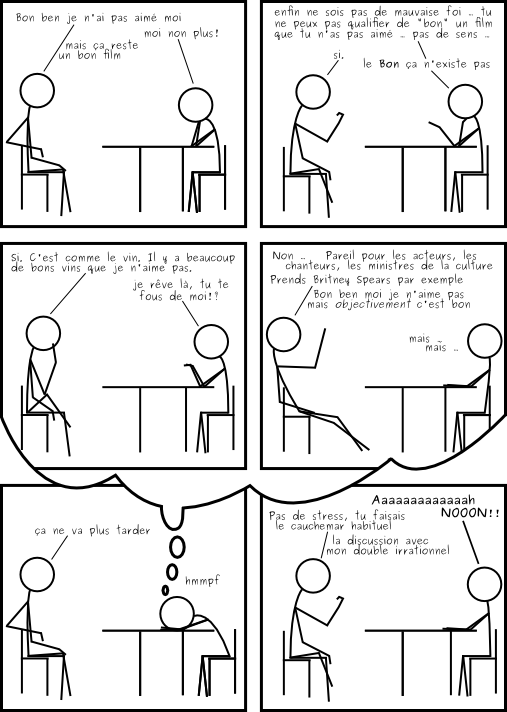 Bon ben je n'ai pas aimé moi
moi non plus!
mais ça reste
un bon film
enfin ne sois pas de mauvaise foi .. tu
ne peux pas qualifier de "bon" un film
que tu n'as pas aimé .. pas de sens ..
si.
le Bon ça n'existe pas
Si. C'est comme le vin. Il y a beaucoup
de bons vins que je n'aime pas.
je rêve là, tu te
fous de moi!?
Non .. Pareil pour les acteurs, les
chanteurs, les ministres de la culture
Prends Britney Spears par exemple
Bon ben moi je n'aime pas
mais objectivement c'est bon
mais ..
mais ..
ça ne va plus tarder
hmmpf
Aaaaaaaaaaaaah
NOOON!!
Pas de stress, tu faisais
le cauchemar habituel
la discussion avec
mon double irrationnel